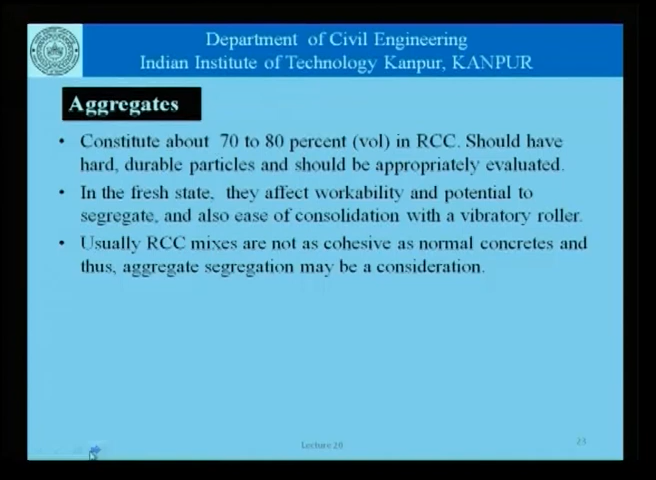 Department of Civil Engineering
Indian Institute of Technology Kanpur, KANPUR
Aggregates
• Constitute about 70 to 80 percent (vol) in RCC. Should have
hard, durable particles and should be appropriately evaluated.
• In the fresh state, they affect workability and potential to
segregate, and also ease of consolidation with a vibratory roller.
• Usually RCC mixes are not as cohesive as normal concretes and
thus, aggregate segregation may be a consideration.
Lecture 20
23